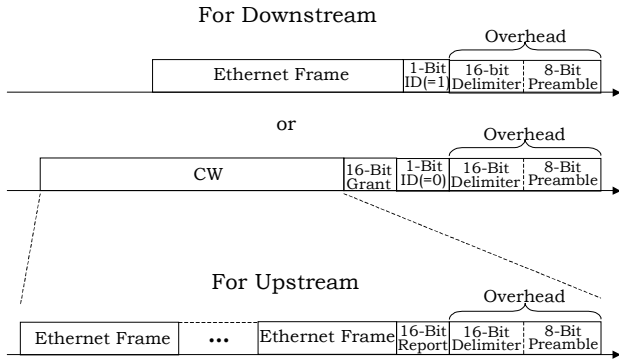 For Downstream
Overhead
Ethernet Frame
1-Bit
ID(=1)
16-bit
Delimiter
8-Bit
Preamble
or
Overhead
CW
16-Bit
Grant
1-Bit
ID(=0)
16-Bit
Delimiter
8-Bit
Preamble
For Upstream
Overhead
Ethernet Frame
•••
Ethernet Frame
16-Bit
Report
16-Bit
Delimiter
8-Bit
Preamble